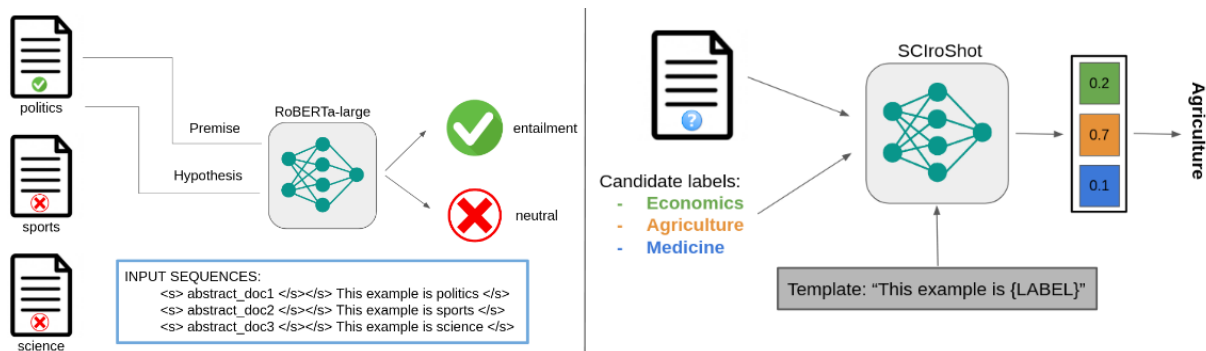 politics
sports
science
Premise
Hypothesis
RoBERTa-large
entailment
neutral
INPUT SEQUENCES:
<s> abstract_doc1 </s></s> This example is politics </s>
<s> abstract_doc2 </s></s> This example is sports </s>
<s> abstract_doc3 </s></s> This example is science </s>
?
Candidate labels:
- Economics
- Agriculture
- Medicine
SCIroShot
0.2
0.7
0.1
Agriculture
Template: “This example is {LABEL}”